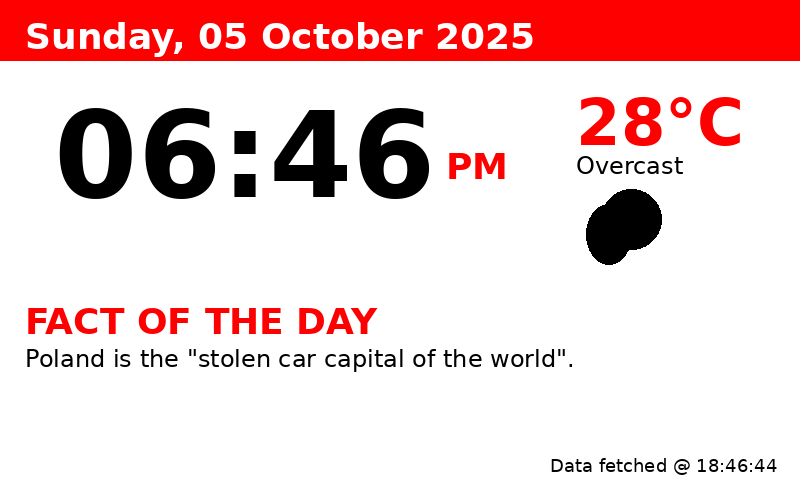 Sunday, 05 October 2025
06:46 PM
28°C
Overcast
FACT OF THE DAY
Poland is the "stolen car capital of the world".
Data fetched @ 18:46:44